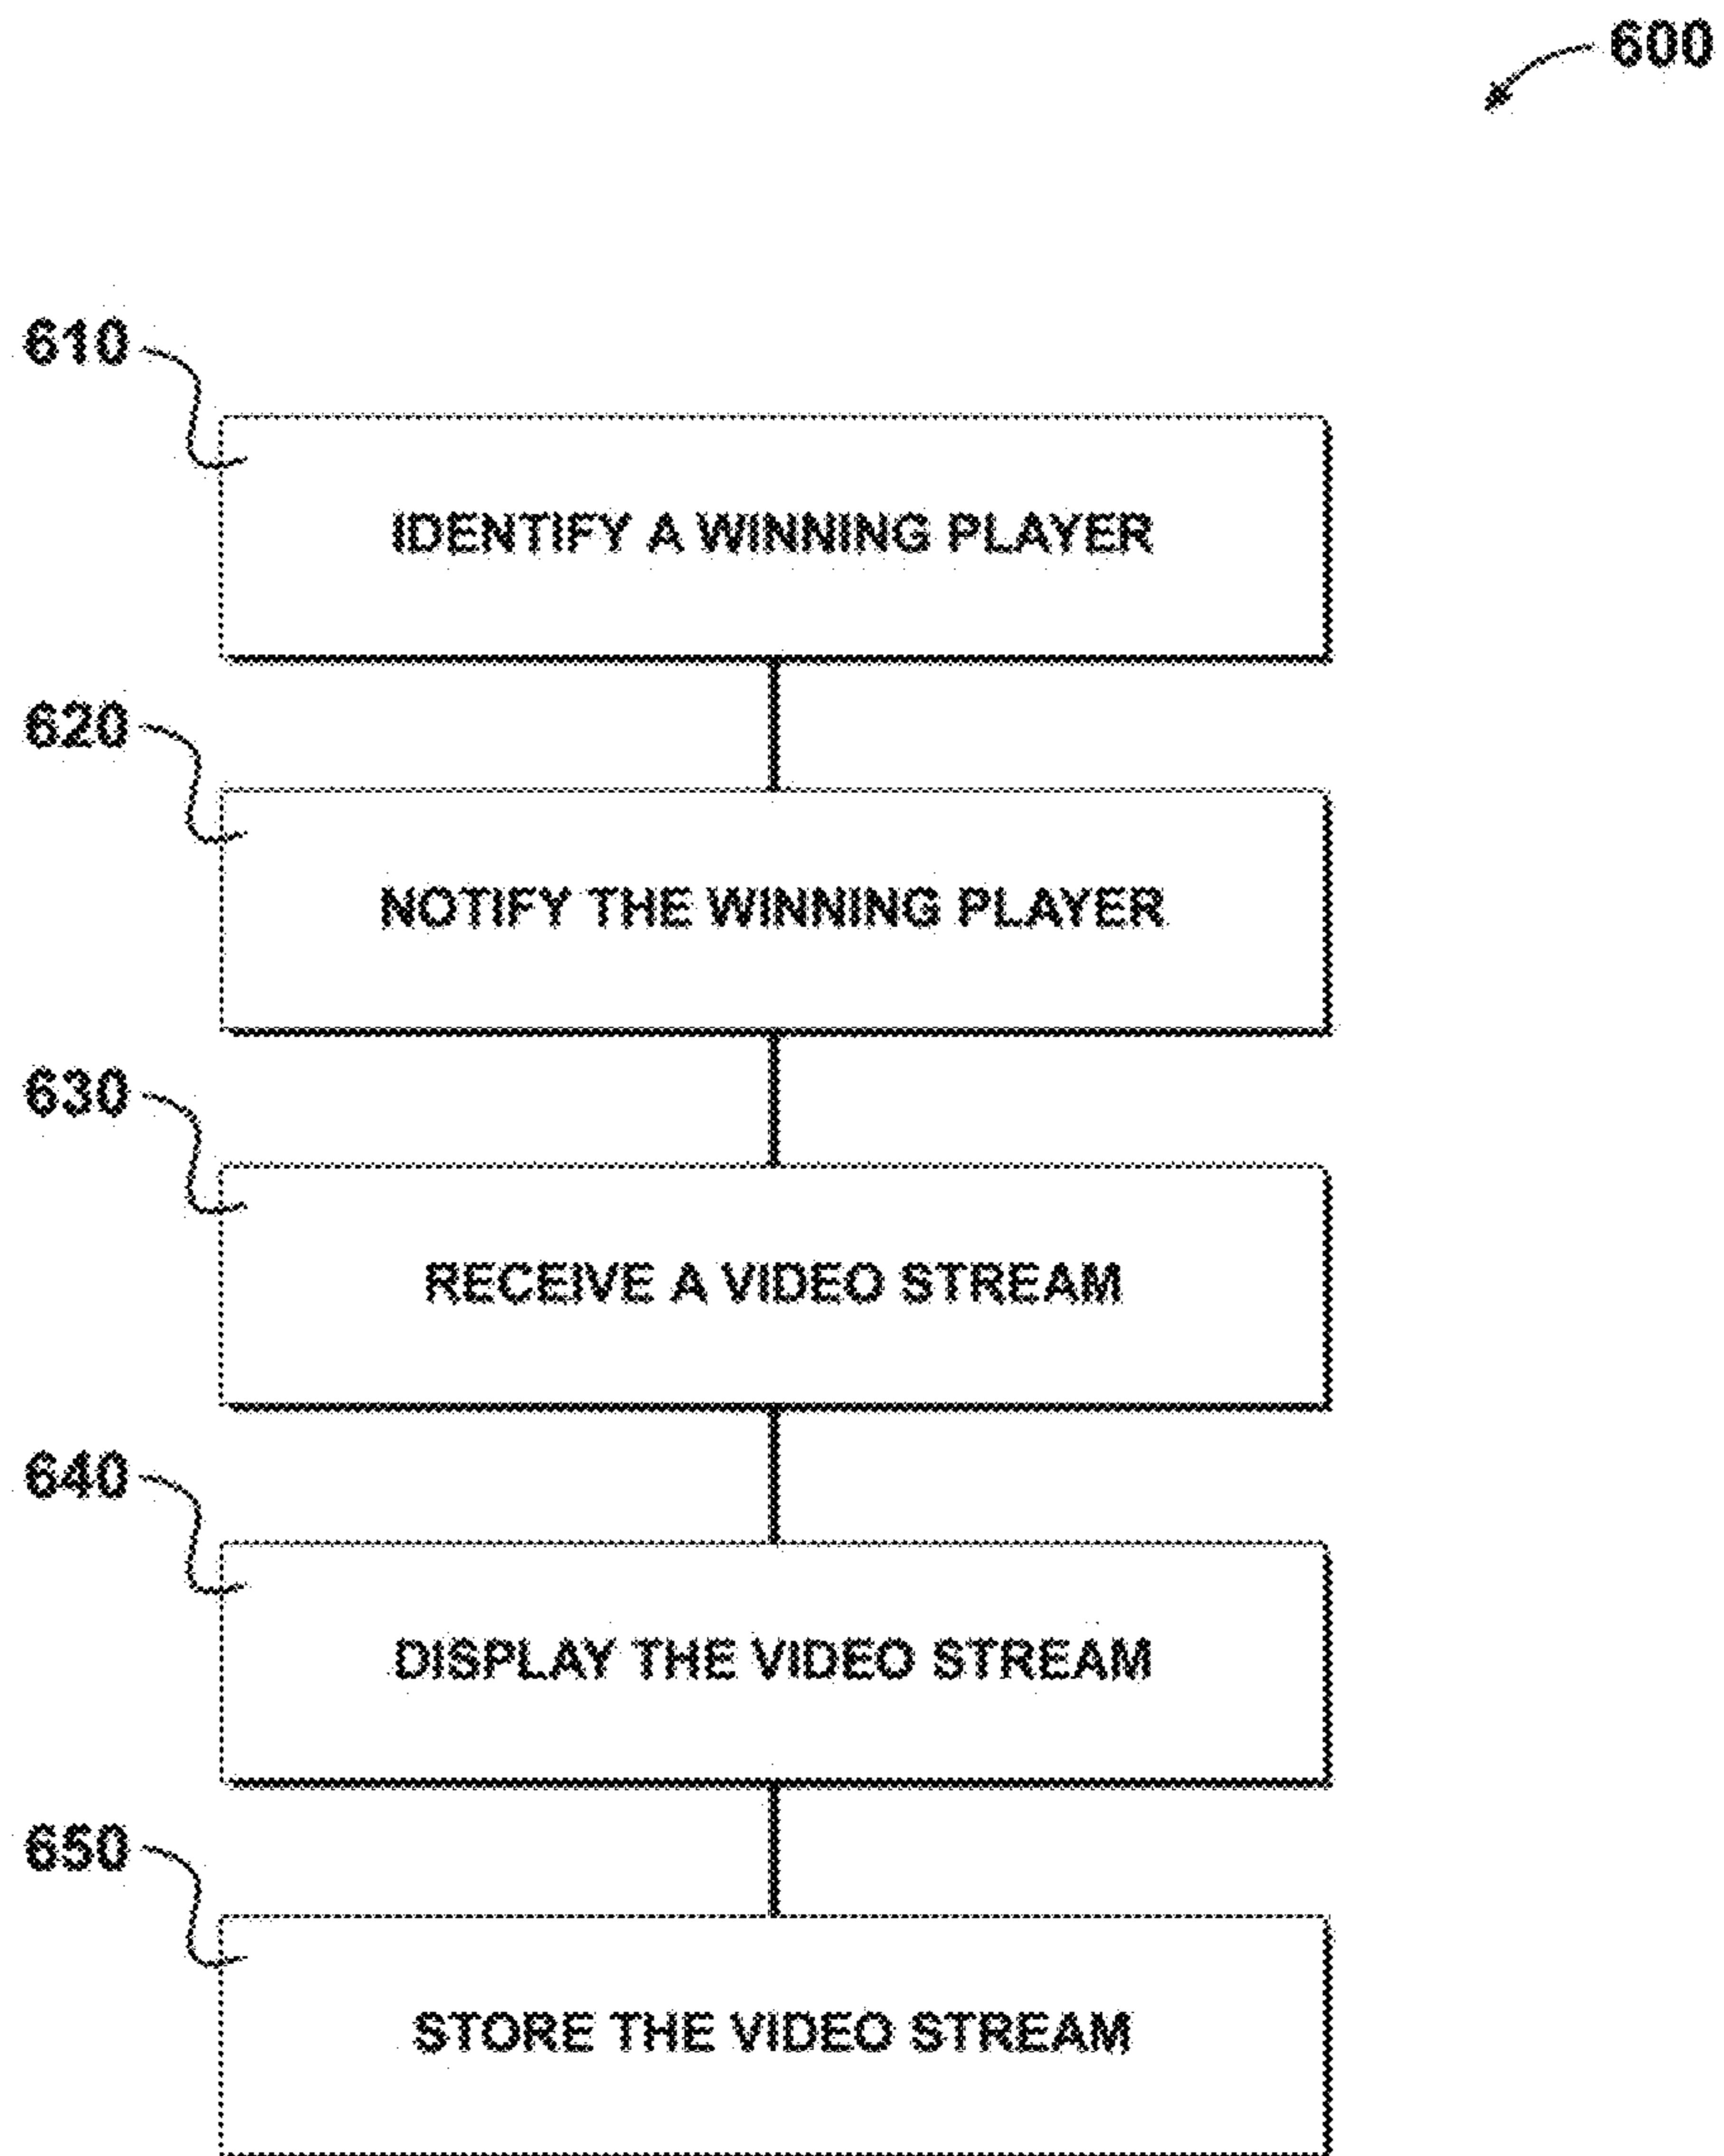 600
610
IDENTIFY A WINNING PLAYER
620
NOTIFY THE WINNING PLAYER
630
RECEIVE A VIDEO STREAM
640
DISPLAY THE VIDEO STREAM
650
STORE THE VIDEO STREAM